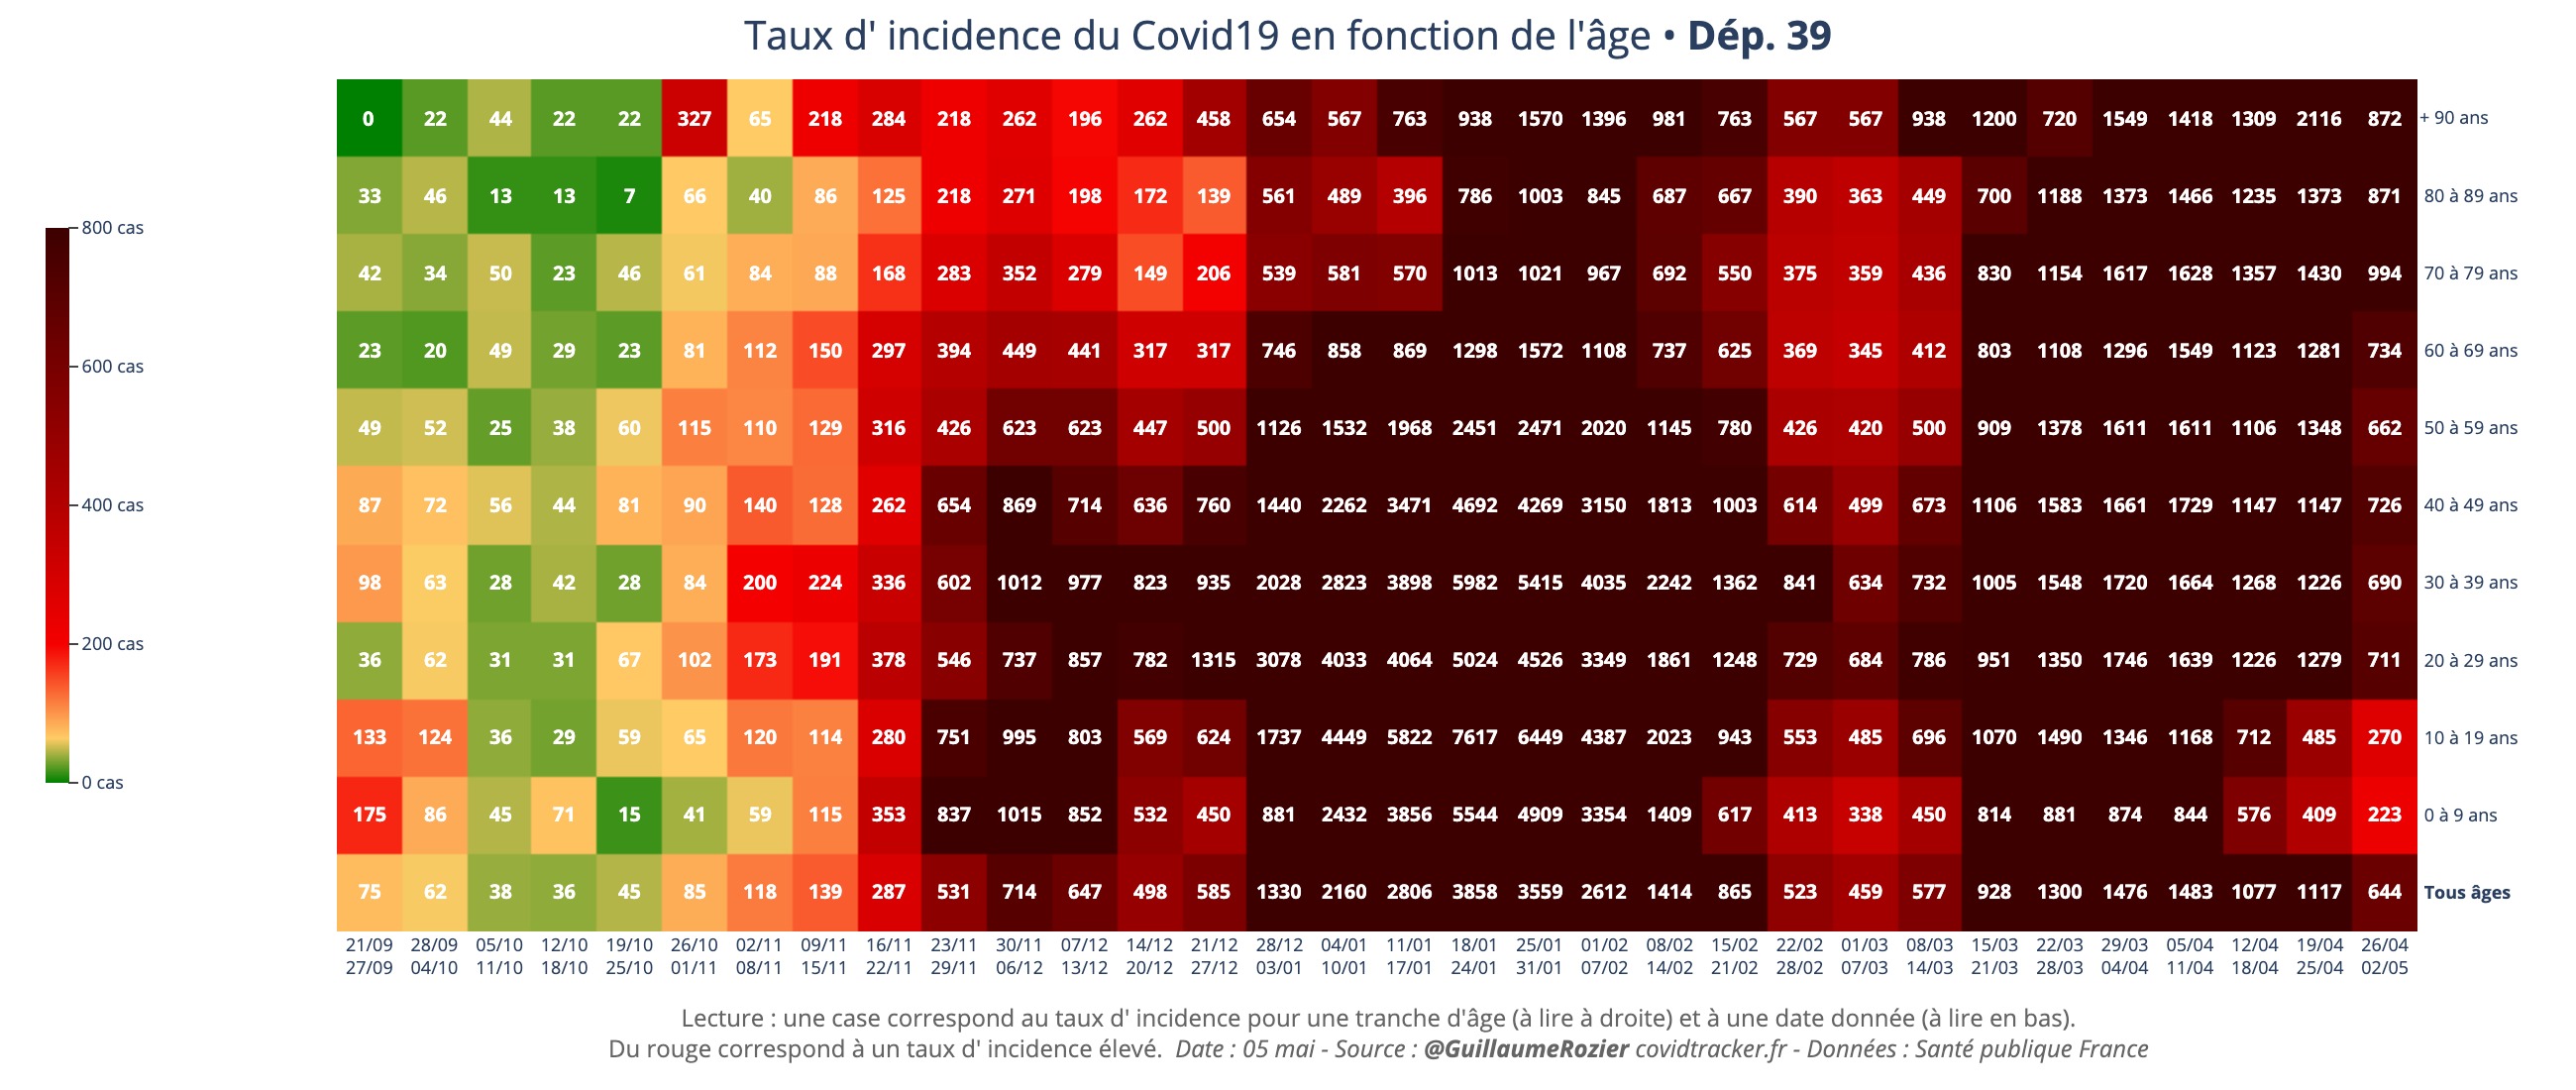 Taux d' incidence du Covid19 en fonction de l'âge • Dép. 39
0 22 44 22 22 327 65 218 284 218 262 196 262 458 654 567 763 938 1570 1396 981 763 567 567 938 1200 720 1549 1418 1309 2116 872 + 90 ans
33 46 13 13 7 66 40 86 125 218 271 198 172 139 561 489 396 786 1003 845 687 667 390 363 449 700 1188 1373 1466 1235 1373 871 80 à 89 ans
800 cas
42 34 50 23 46 61 84 88 168 283 352 279 149 206 539 581 570 1013 1021 967 692 550 375 359 436 830 1154 1617 1628 1357 1430 994 70 à 79 ans
23 20 49 29 23 81 112 150 297 394 449 441 317 317 746 858 869 1298 1572 1108 737 625 369 345 412 803 1108 1296 1549 1123 1281 734 60 à 69 ans
600 cas
49 52 25 38 60 115 110 129 316 426 623 623 447 500 1126 1532 1968 2451 2471 2020 1145 780 426 420 500 909 1378 1611 1611 1106 1348 662 50 à 59 ans
400 cas
87 72 56 44 81 90 140 128 262 654 869 714 636 760 1440 2262 3471 4692 4269 3150 1813 1003 614 499 673 1106 1583 1661 1729 1147 1147 726 40 à 49 ans
98 63 28 42 28 84 200 224 336 602 1012 977 823 935 2028 2823 3898 5982 5415 4035 2242 1362 841 634 732 1005 1548 1720 1664 1268 1226 690 30 à 39 ans
200 cas
36 62 31 31 67 102 173 191 378 546 737 857 782 1315 3078 4033 4064 5024 4526 3349 1861 1248 729 684 786 951 1350 1746 1639 1226 1279 711 20 à 29 ans
133 124 36 29 59 65 120 114 280 751 995 803 569 624 1737 4449 5822 7617 6449 4387 2023 943 553 485 696 1070 1490 1346 1168 712 485 270 10 à 19 ans
0 cas
175 86 45 71 15 41 59 115 353 837 1015 852 532 450 881 2432 3856 5544 4909 3354 1409 617 413 338 450 814 881 874 844 576 409 223 0 à 9 ans
75 62 38 36 45 85 118 139 287 531 714 647 498 585 1330 2160 2806 3858 3559 2612 1414 865 523 459 577 928 1300 1476 1483 1077 1117 644 Tous âges
21/09 28/09 05/10 12/10 19/10 26/10 02/11 09/11 16/11 23/11 30/11 07/12 14/12 21/12 28/12 04/01 11/01 18/01 25/01 01/02 08/02 15/02 22/02 01/03 08/03 15/03 22/03 29/03 05/04 12/04 19/04 26/04
27/09 04/10 11/10 18/10 25/10 01/11 08/11 15/11 22/11 29/11 06/12 13/12 20/12 27/12 03/01 10/01 17/01 24/01 31/01 07/02 14/02 21/02 28/02 07/03 14/03 21/03 28/03 04/04 11/04 18/04 25/04 02/05
Lecture : une case correspond au taux d' incidence pour une tranche d'âge (à lire à droite) et à une date donnée (à lire en bas).
Du rouge correspond à un taux d' incidence élevé. Date : 05 mai - Source : @GuillaumeRozier covidtracker.fr - Données : Santé publique France